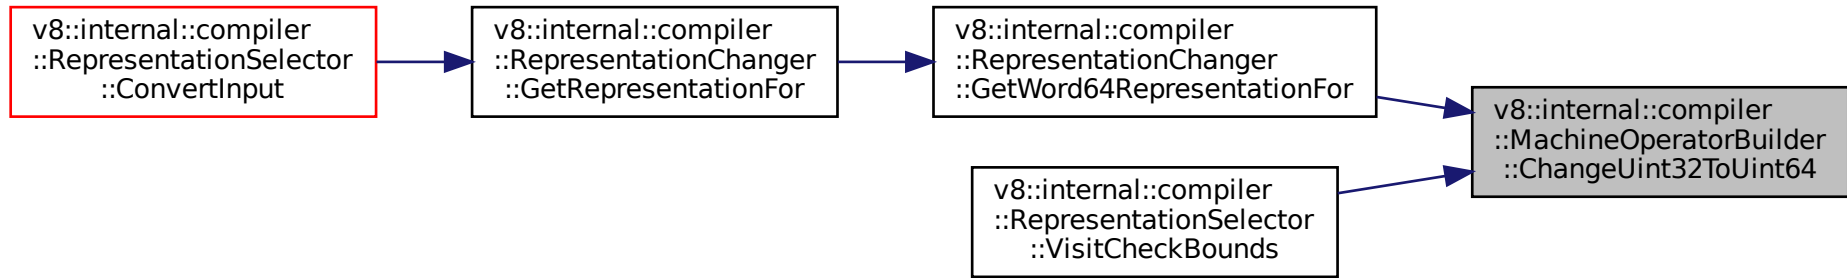 v8::internal::compiler
::RepresentationSelector
::ConvertInput
v8::internal::compiler
::RepresentationChanger
::GetRepresentationFor
v8::internal::compiler
::RepresentationChanger
::GetWord64RepresentationFor
v8::internal::compiler
::MachineOperatorBuilder
::ChangeUint32ToUint64
v8::internal::compiler
::RepresentationSelector
::VisitCheckBounds